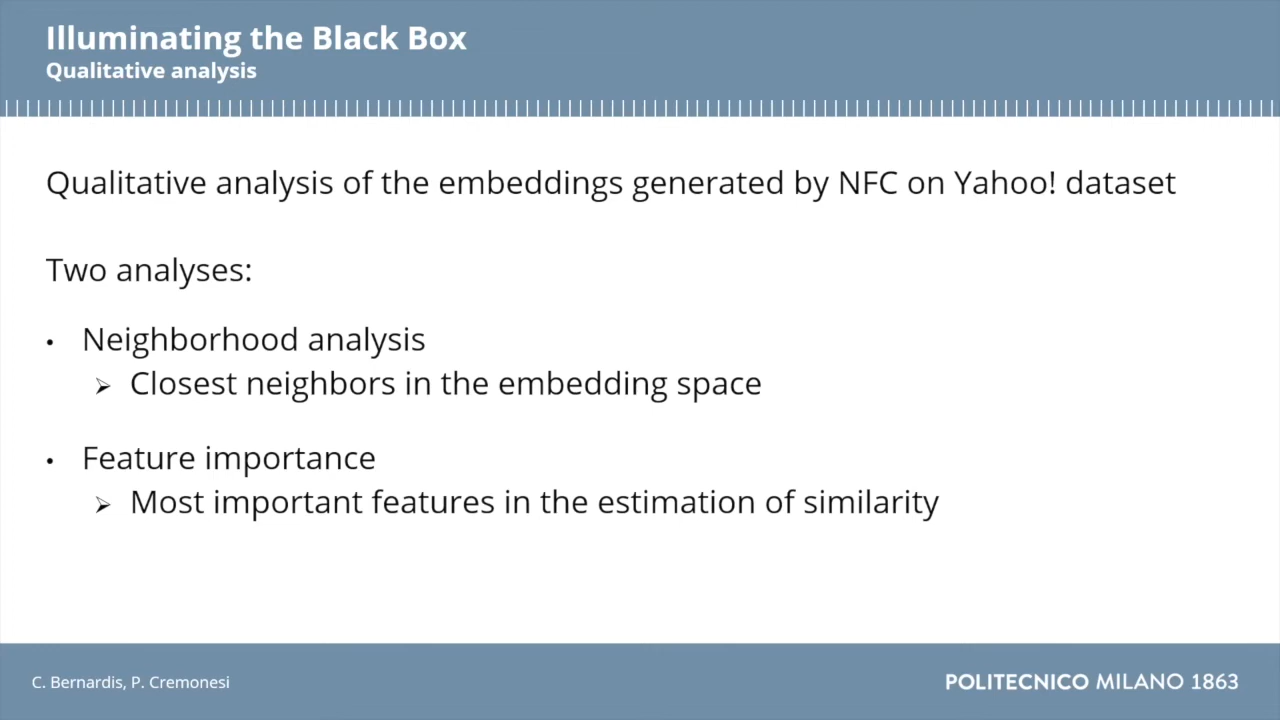 Illuminating the Black Box
Qualitative analysis
Qualitative analysis of the embeddings generated by NFC on Yahoo! dataset
Two analyses:
• Neighborhood analysis
➢ Closest neighbors in the embedding space
• Feature importance
➢ Most important features in the estimation of similarity
C. Bernardis, P. Cremonesi
POLITECNICO MILANO 1863